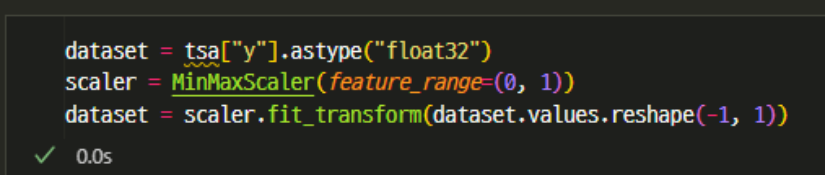 dataset = tsa["y"].astype("float32")
scaler = MinMaxScaler(feature_range=(0, 1))
dataset = scaler.fit_transform(dataset.values.reshape(-1, 1))
0.0s